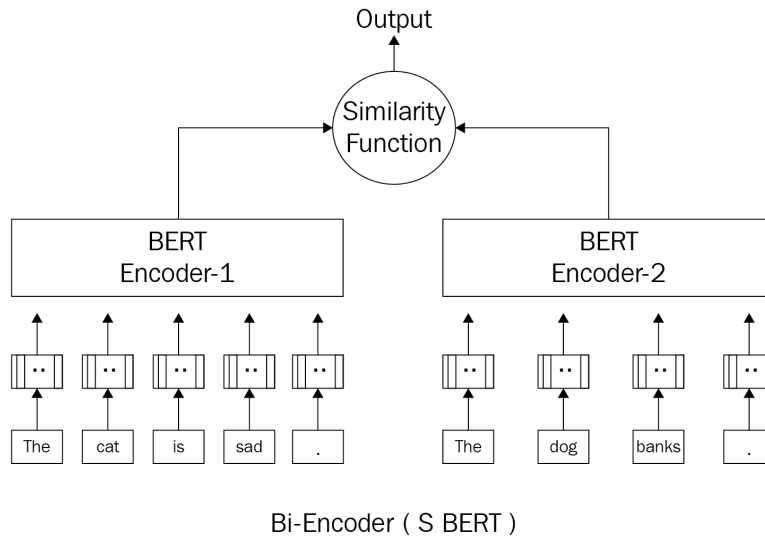 Output
Similarity
Function
BERT
Encoder-1
BERT
Encoder-2
The cat is sad .
The dog banks .
Bi-Encoder ( S BERT )